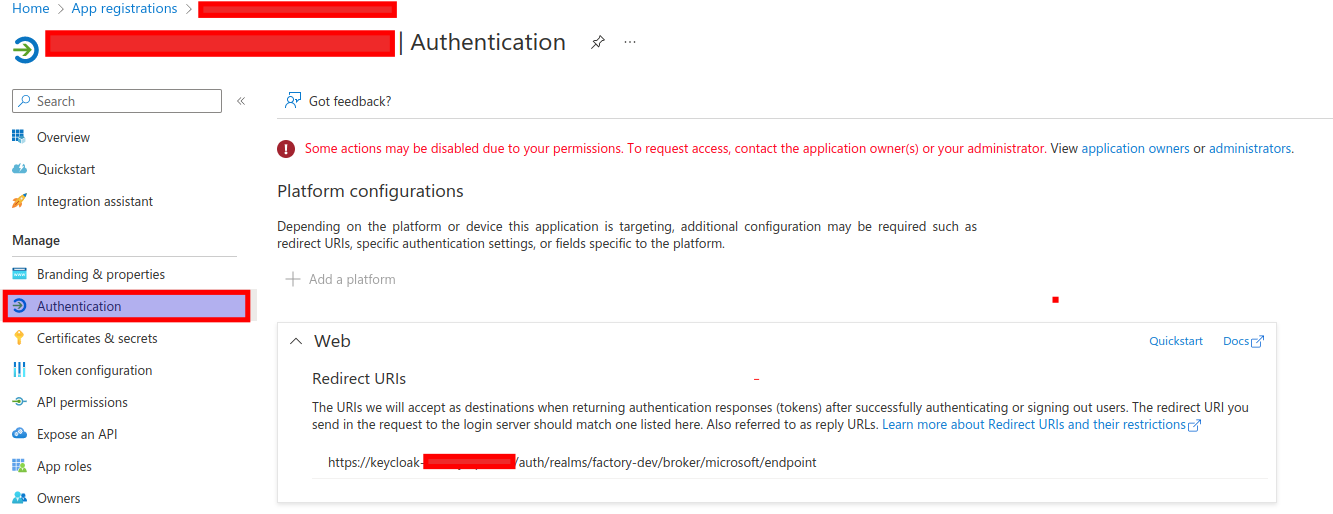 Home > App registrations >
| Authentication
Search
Got feedback?
Overview
Quickstart
Integration assistant
Manage
Branding & properties
Authentication
Certificates & secrets
Token configuration
API permissions
Expose an API
App roles
Owners
Some actions may be disabled due to your permissions. To request access, contact the application owner(s) or your administrator. View application owners or administrators.
Platform configurations
Depending on the platform or device this application is targeting, additional configuration may be required such as
redirect URIs, specific authentication settings, or fields specific to the platform.
Add a platform
Web
Quickstart
Docs
Redirect URIs
The URIs we will accept as destinations when returning authentication responses (tokens) after successfully authenticating or signing out users. The redirect URI you
send in the request to the login server should match one listed here. Also referred to as reply URLs. Learn more about Redirect URIs and their restrictions
https://keycloak- /auth/realms/factory-dev/broker/microsoft/endpoint